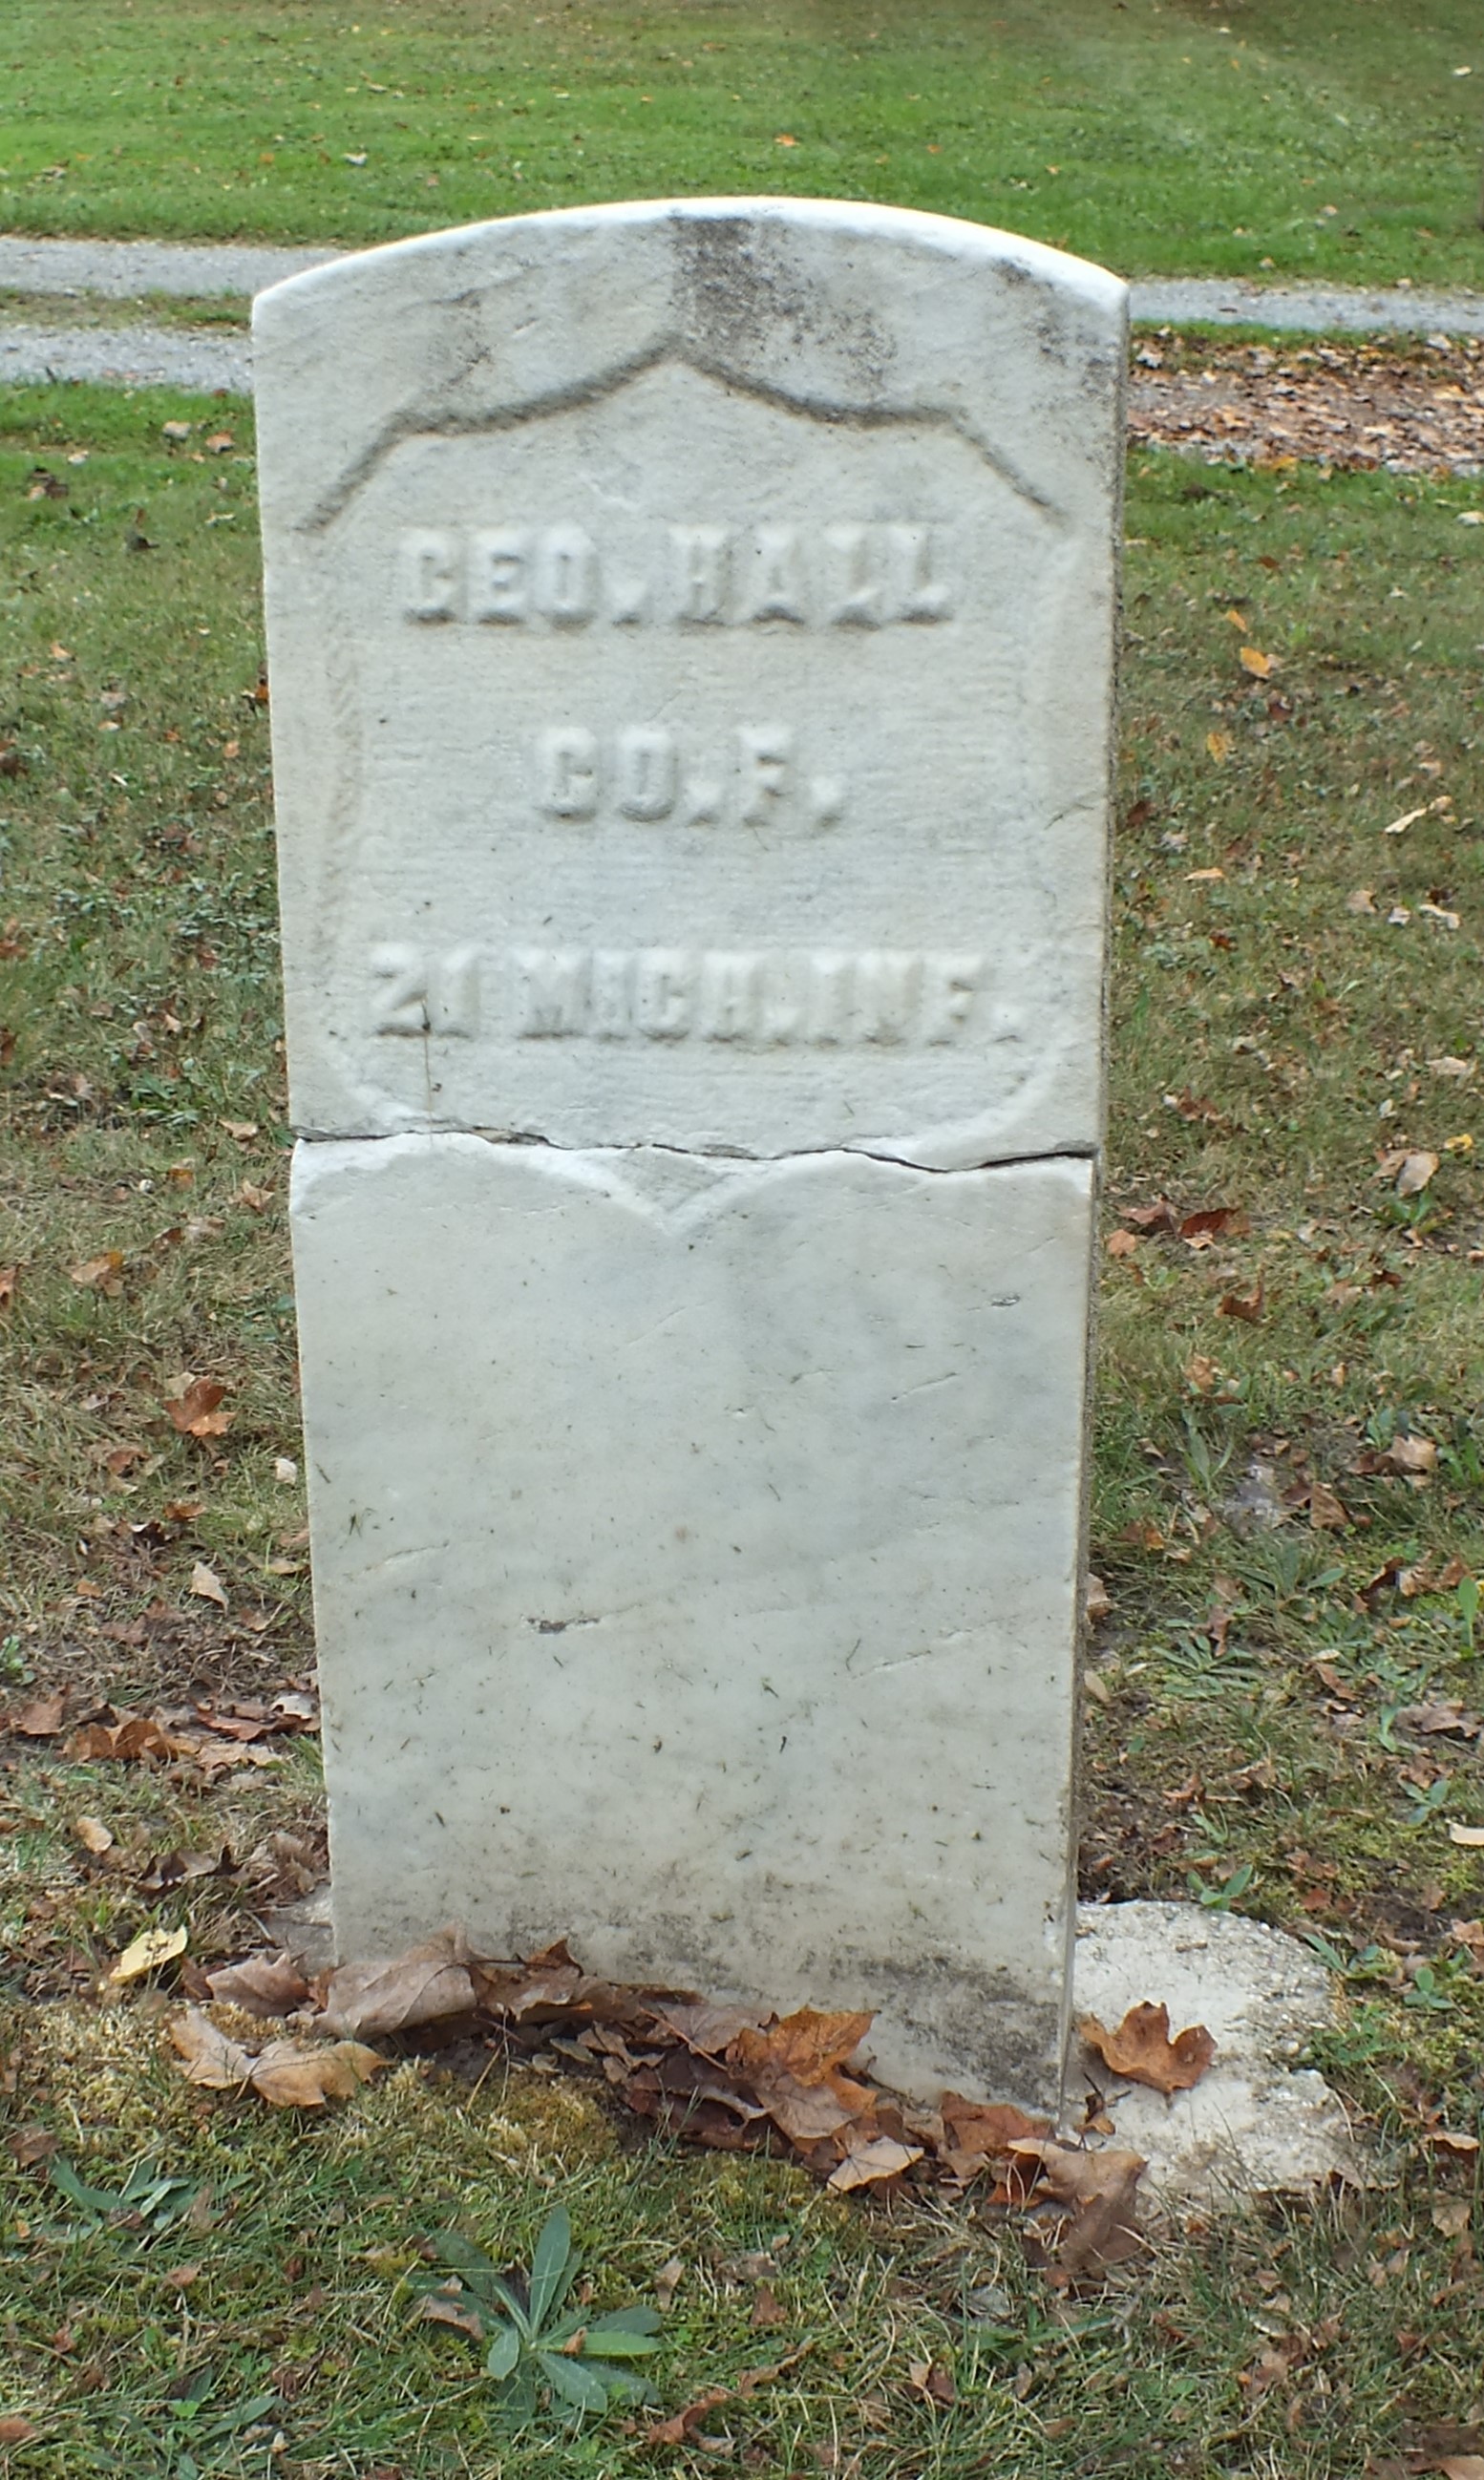 GEO. HALL
CO. F.
21 MICH. INF.